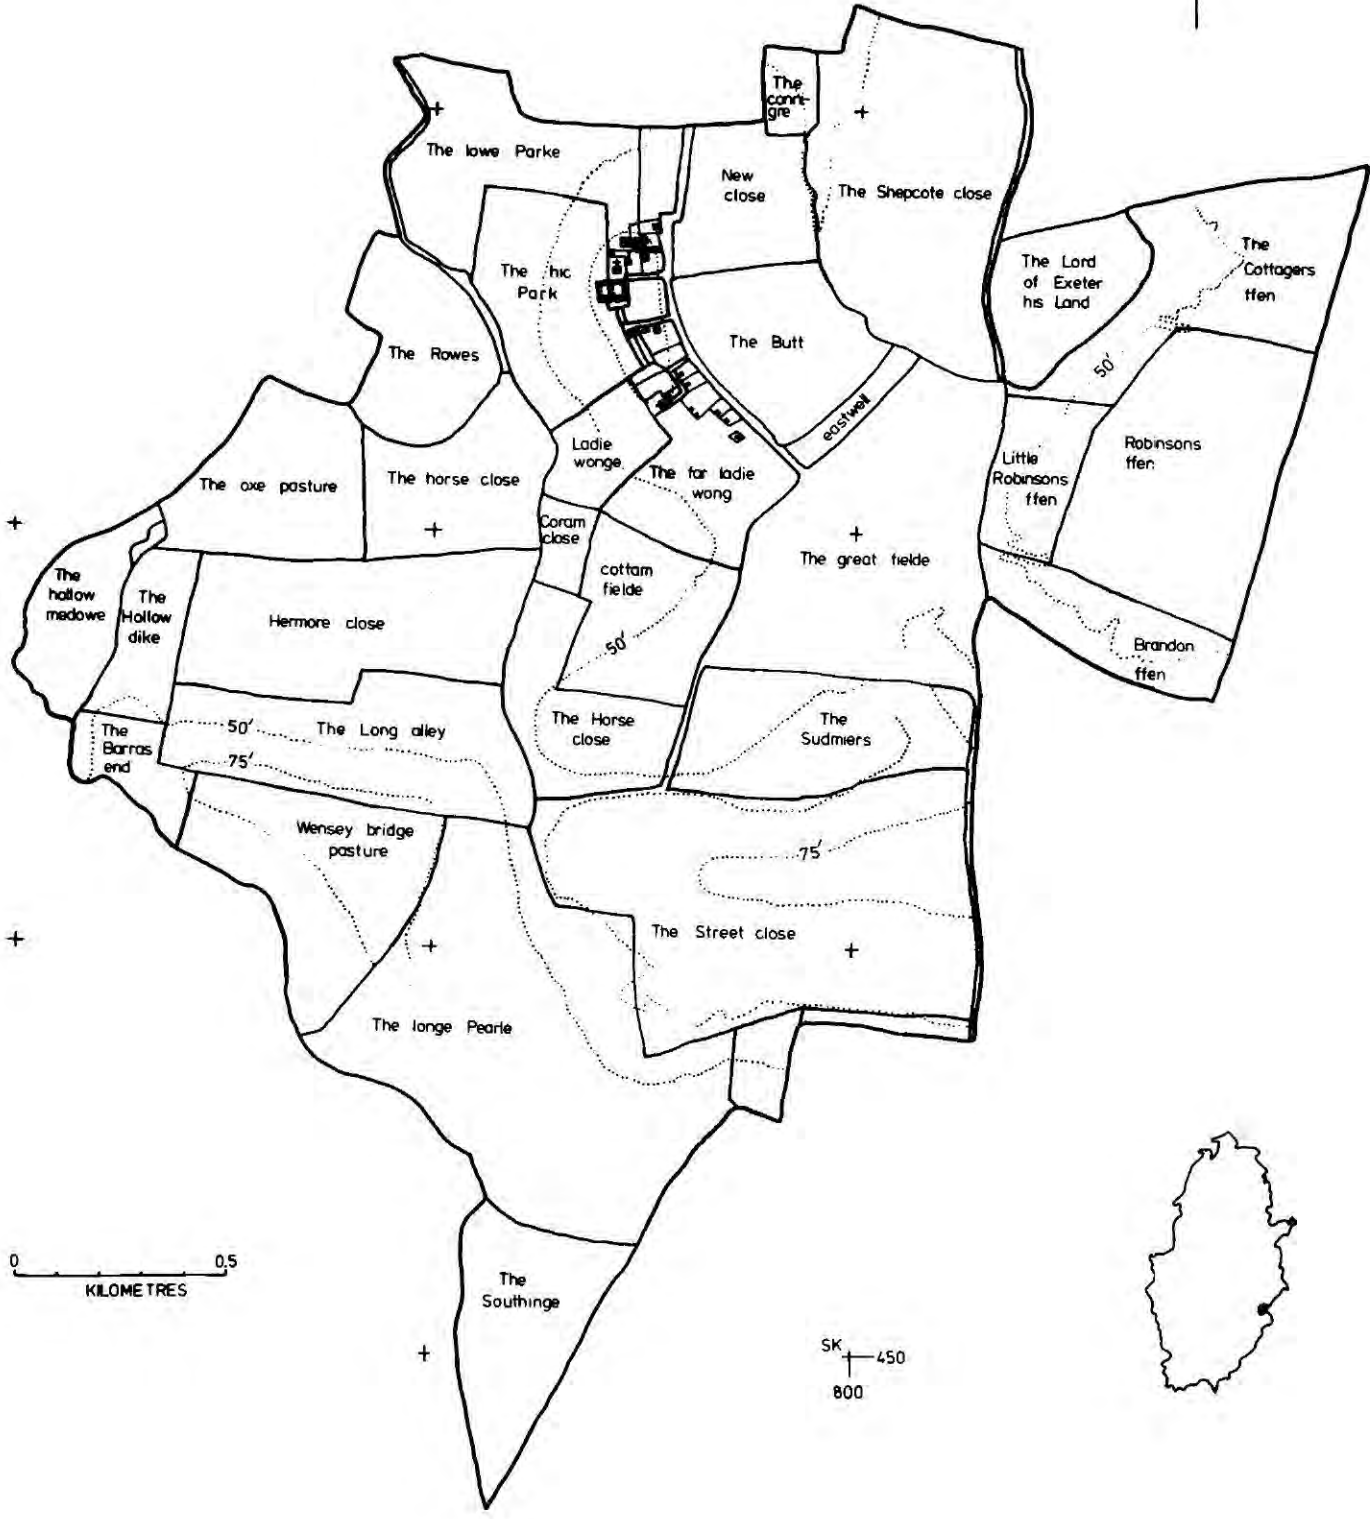 The
conni-
gre
The lowe Parke
New
close
The Shepcote close
The
Cottagers
ffen
The Lord
of Exeter
his Land
The hic
Park
The Butt
The Rowes
50'
eastwell
Ladie
wonge
The far ladie
wong
Little
Robinsons
ffen
Robinsons
ffen
The oxe pasture
The horse close
Coram
close
cottam
fielde
The great fielde
The
hallow
medowe
The
Hollow
dike
Hermore close
50'
Brandon
ffen
The Horse
close
The
Sudmiers
The
Barras
end
50'
75'
The Long alley
Wensey bridge
pasture
75'
The Street close
The longe Pearle
0 0.5
KILOMETRES
The
Southinge
SK
450
800